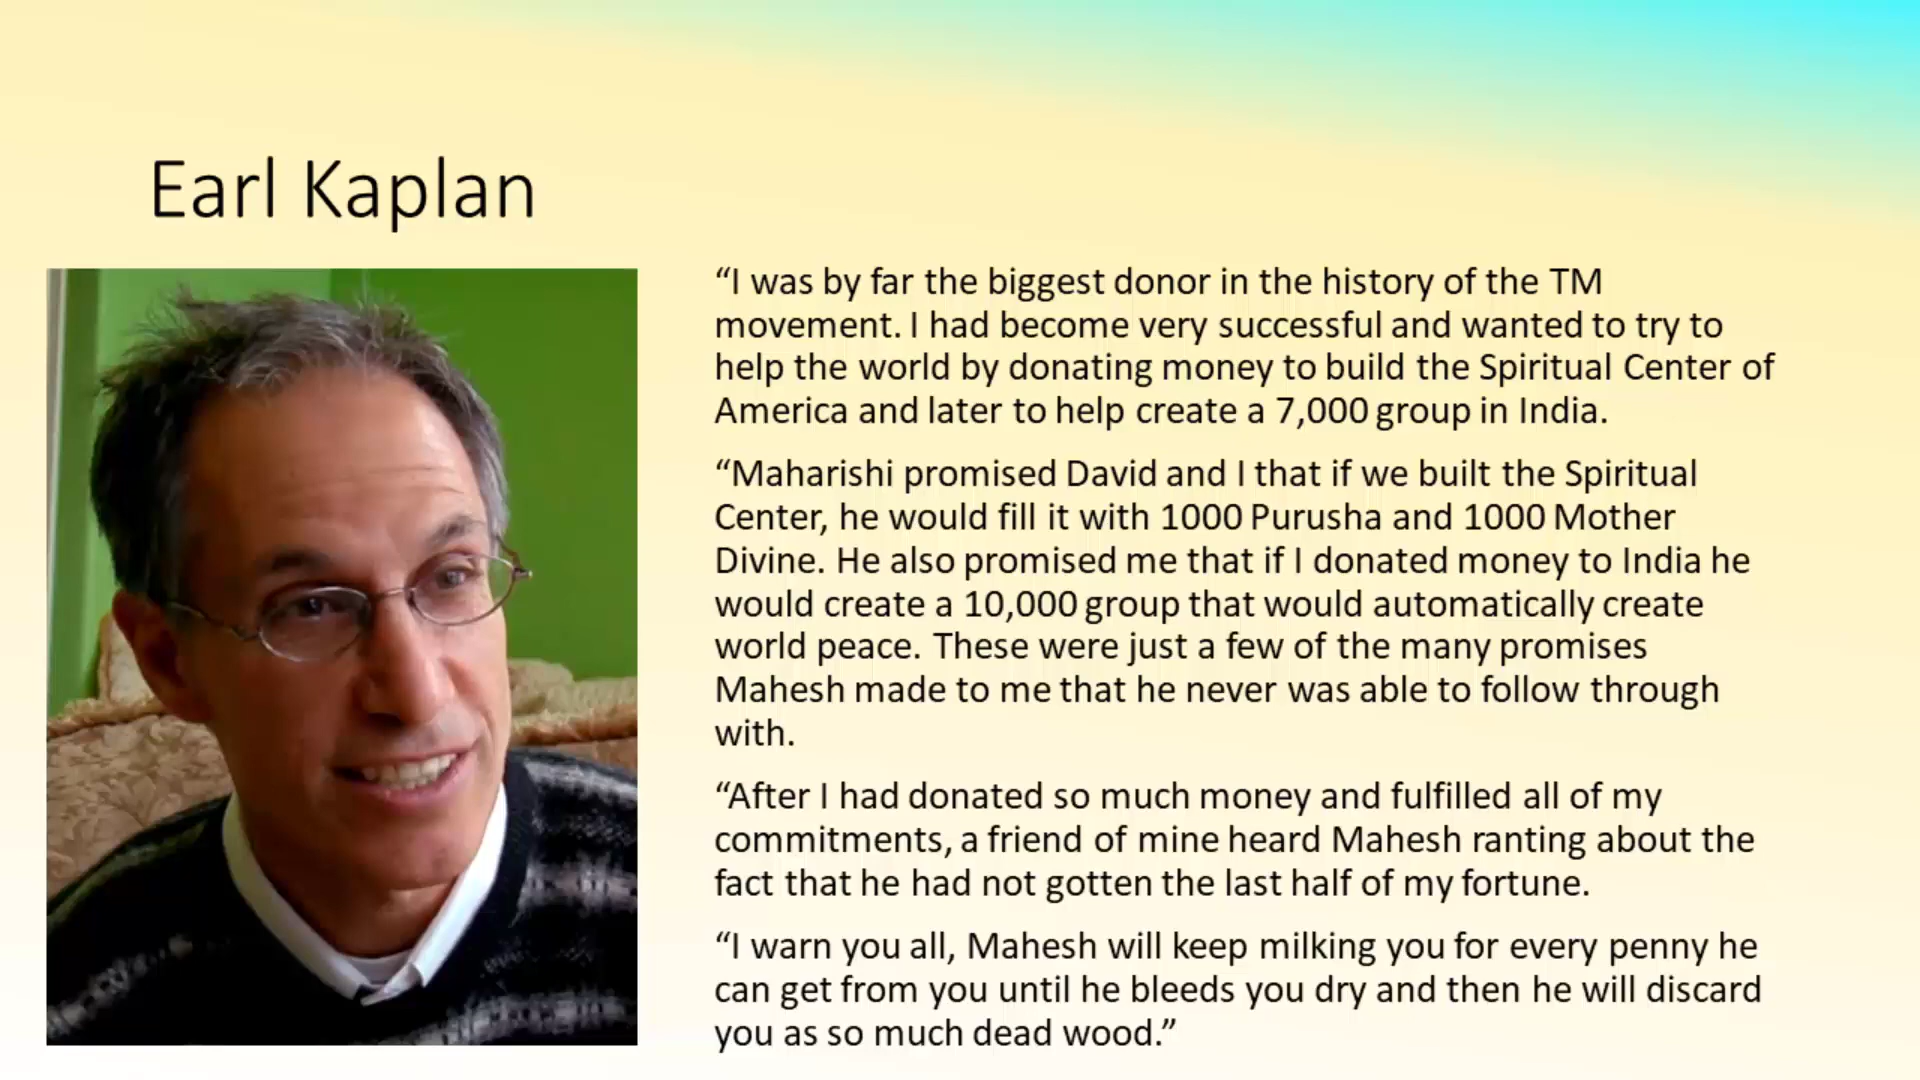 Earl Kaplan
“I was by far the biggest donor in the history of the TM
movement. I had become very successful and wanted to try to
help the world by donating money to build the Spiritual Center of
America and later to help create a 7,000 group in India.
“Maharishi promised David and I that if we built the Spiritual
Center, he would fill it with 1000 Purusha and 1000 Mother
Divine. He also promised me that if I donated money to India he
would create a 10,000 group that would automatically create
world peace. These were just a few of the many promises
Mahesh made to me that he never was able to follow through
with.
“After I had donated so much money and fulfilled all of my
commitments, a friend of mine heard Mahesh ranting about the
fact that he had not gotten the last half of my fortune.
“I warn you all, Mahesh will keep milking you for every penny he
can get from you until he bleeds you dry and then he will discard
you as so much dead wood.”